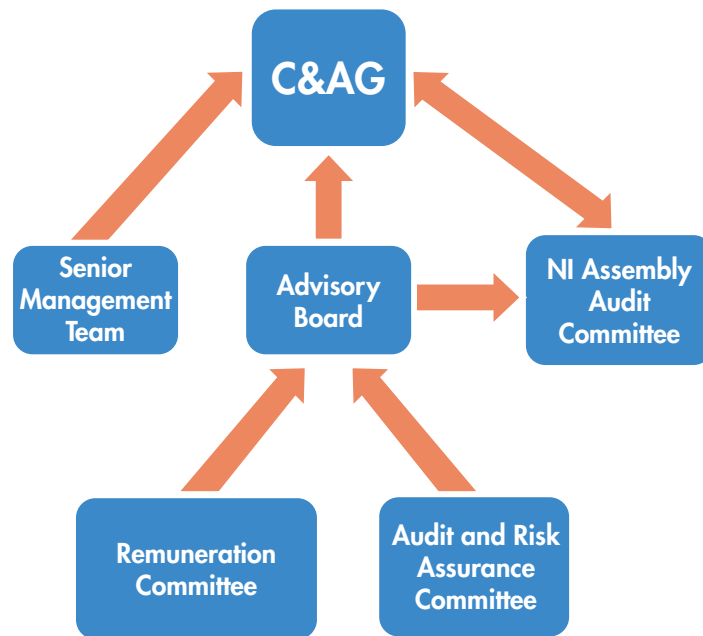 C&AG
Senior
Management
Team
Advisory
Board
NI Assembly
Audit
Committee
Remuneration
Committee
Audit and Risk
Assurance
Committee